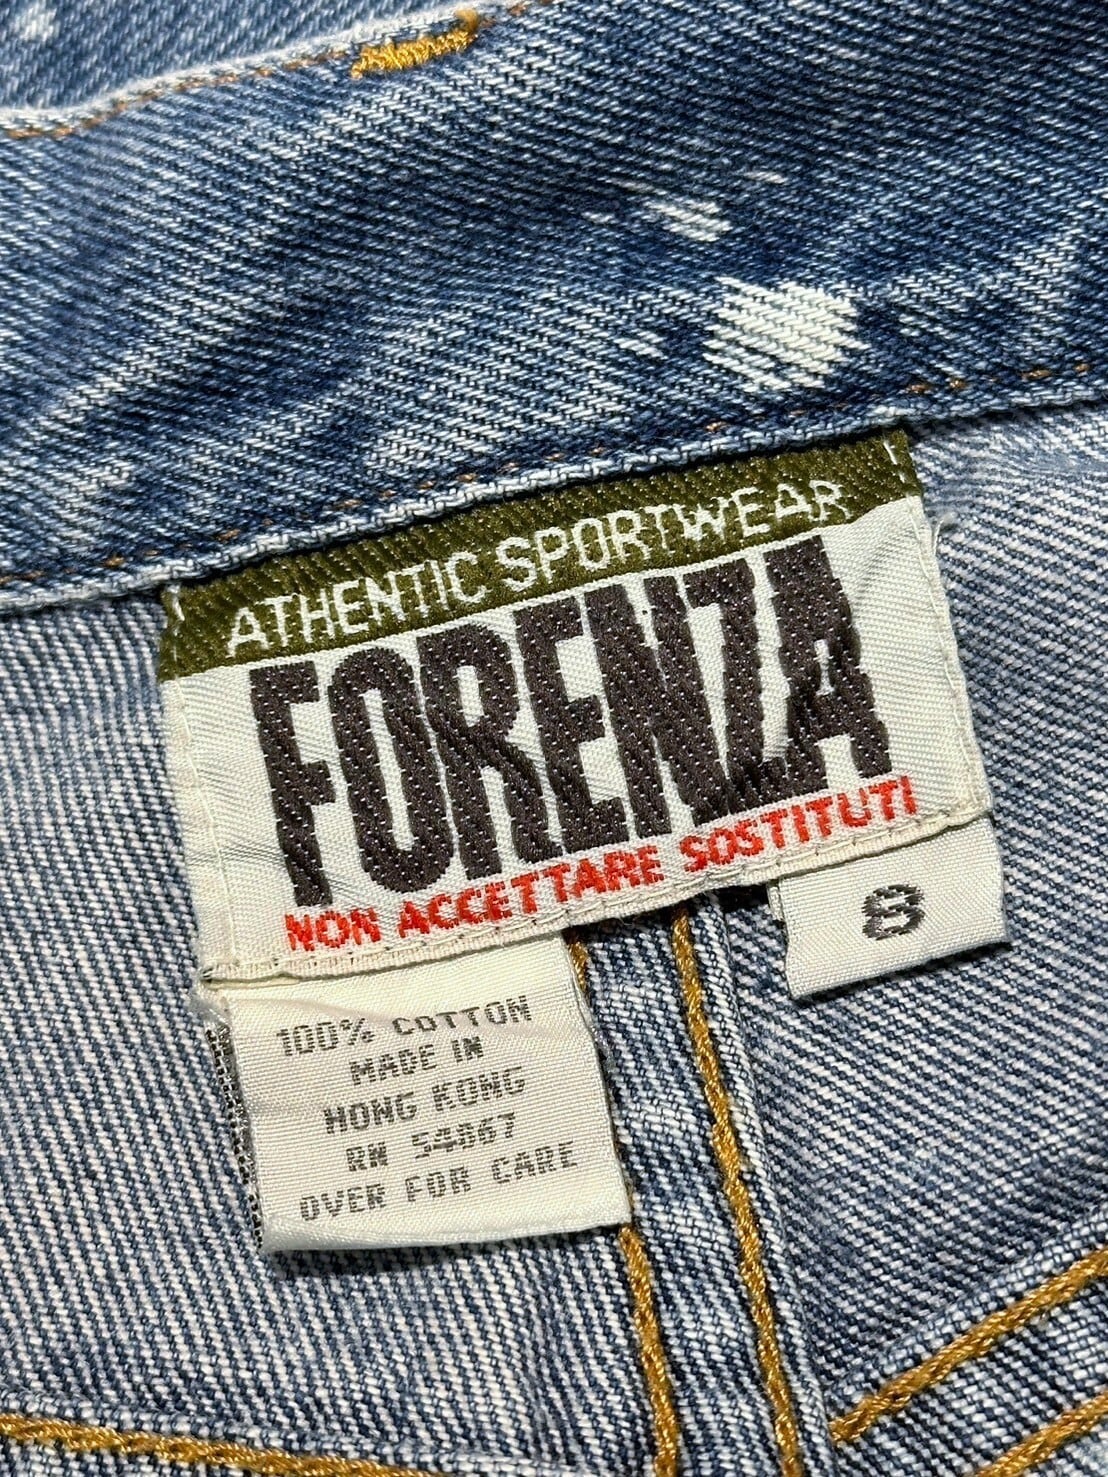 ATHENTIC SPORTWEAR
FORENZA
NON ACCETTARE SOSTITUTI
8
100% COTTON
MADE IN
HONG KONG
RN 54867
OVER FOR CARE